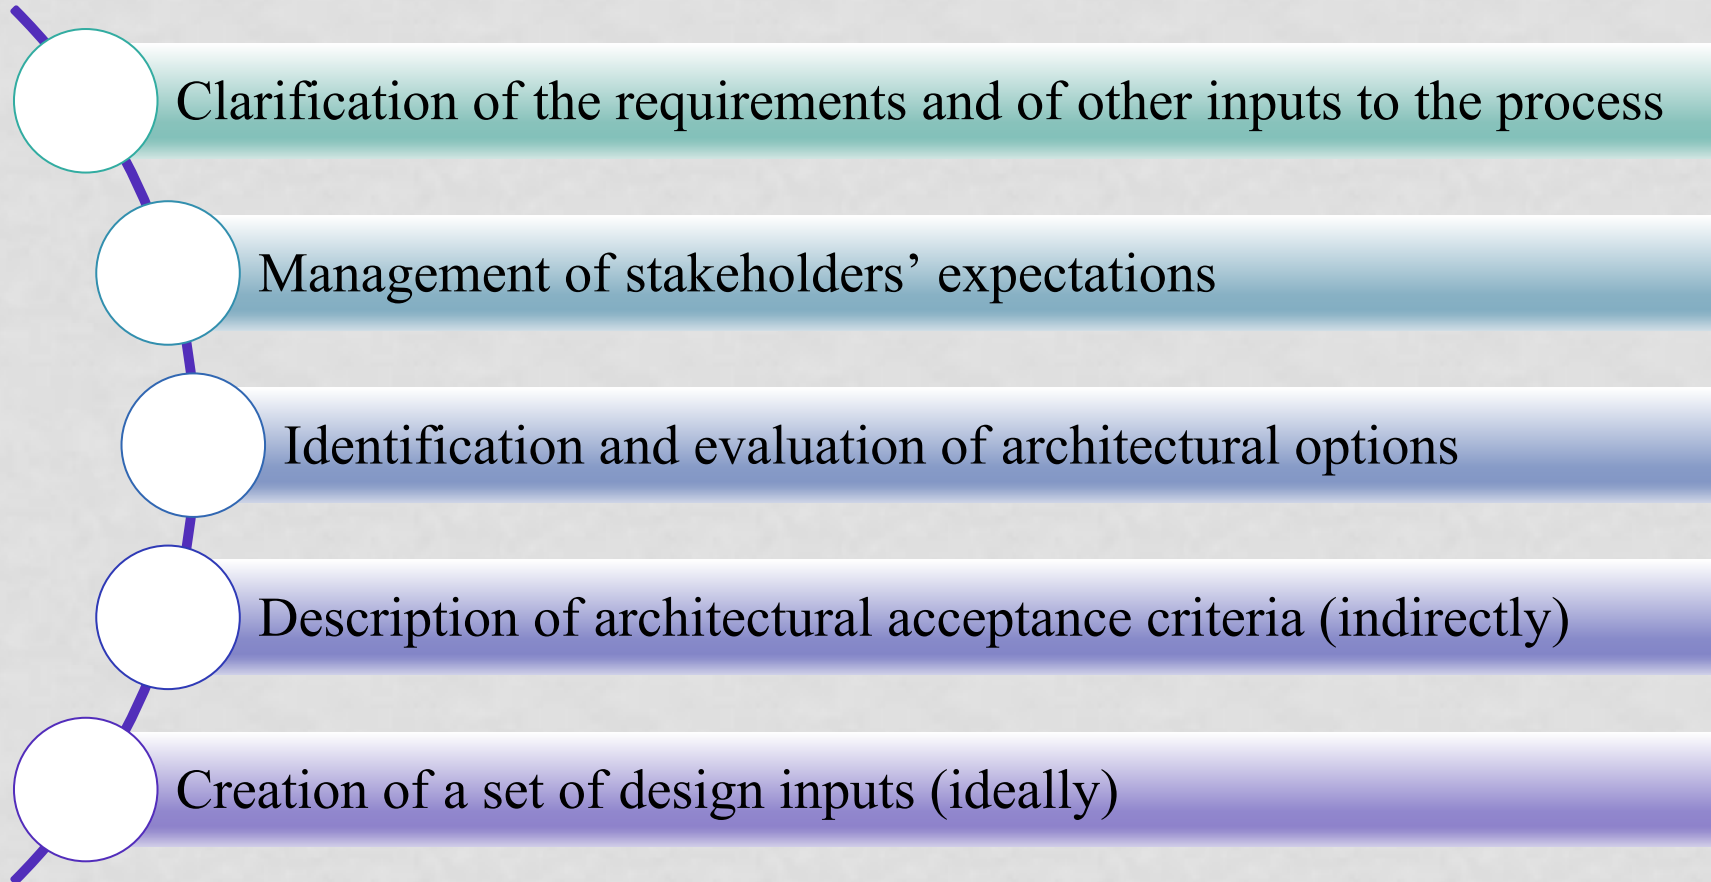 Clarification of the requirements and of other inputs to the process
Management of stakeholders’ expectations
Identification and evaluation of architectural options
Description of architectural acceptance criteria (indirectly)
Creation of a set of design inputs (ideally)